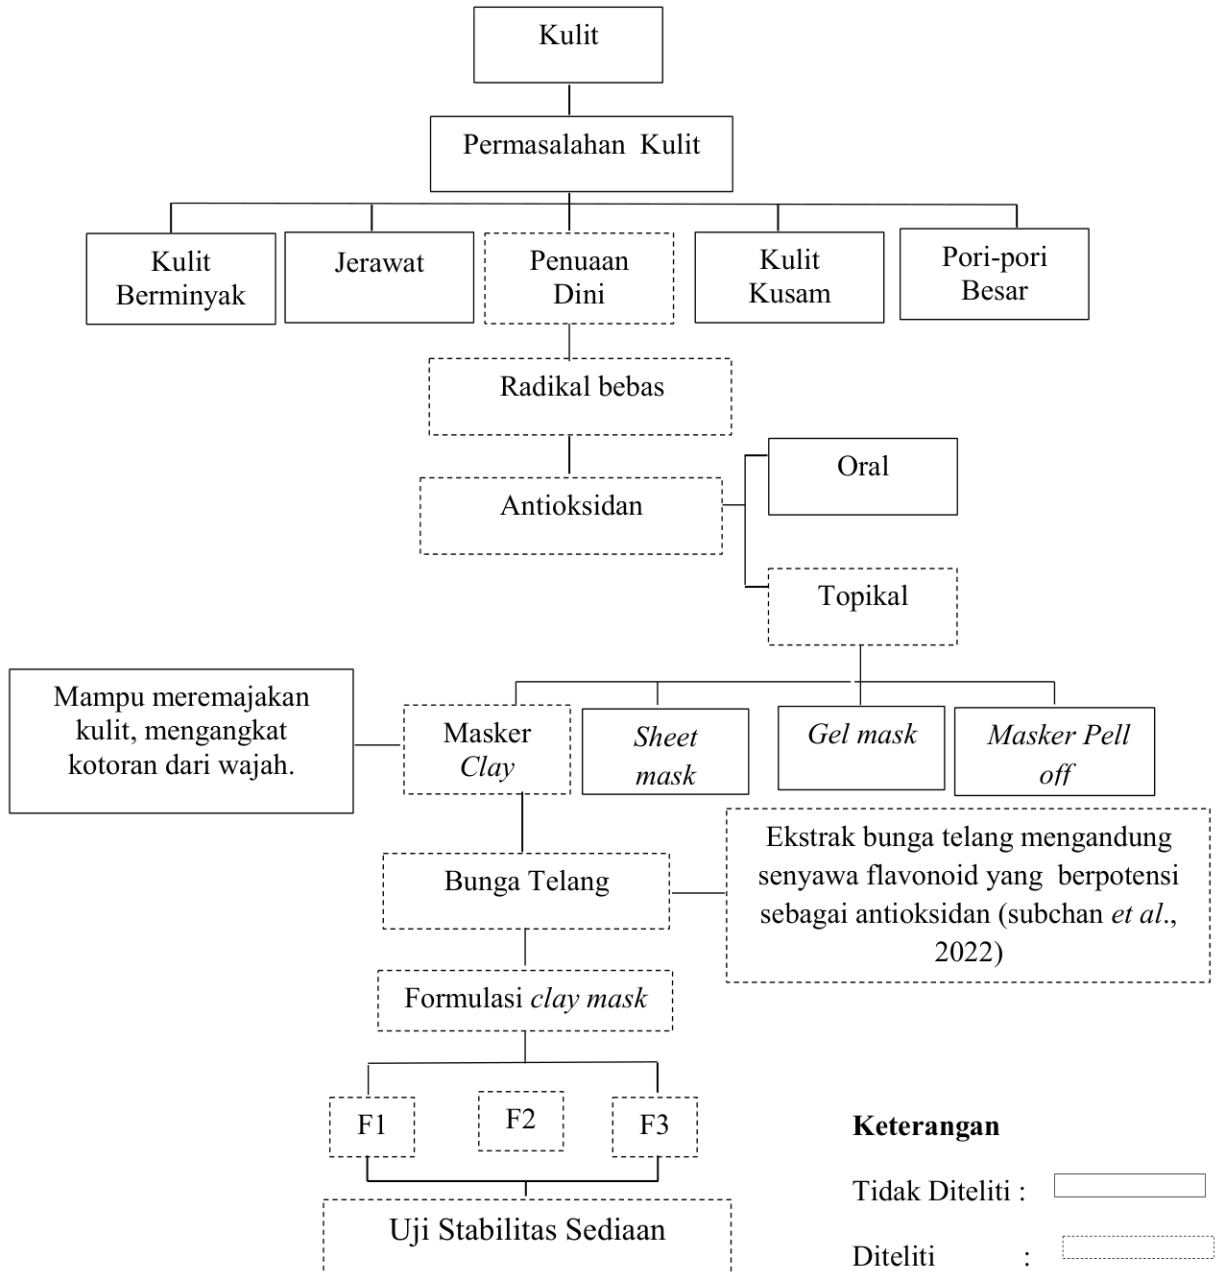 Kulit
Permasalahan Kulit
Kulit
Berminyak
Jerawat
Penuaan
Dini
Kulit
Kusam
Pori-pori
Besar
Radikal bebas
Antioksidan
Oral
Topikal
Mampu meremajakan
kulit, mengangkat
kotoran dari wajah.
Masker
Clay
Sheet
mask
Gel mask
Masker Pell
off
Bunga Telang
Ekstrak bunga telang mengandung
senyawa flavonoid yang berpotensi
sebagai antioksidan (subchan et al.,
2022)
Formulasi clay mask
F1
F2
F3
Uji Stabilitas Sediaan
Keterangan
Tidak Diteliti :
Diteliti :